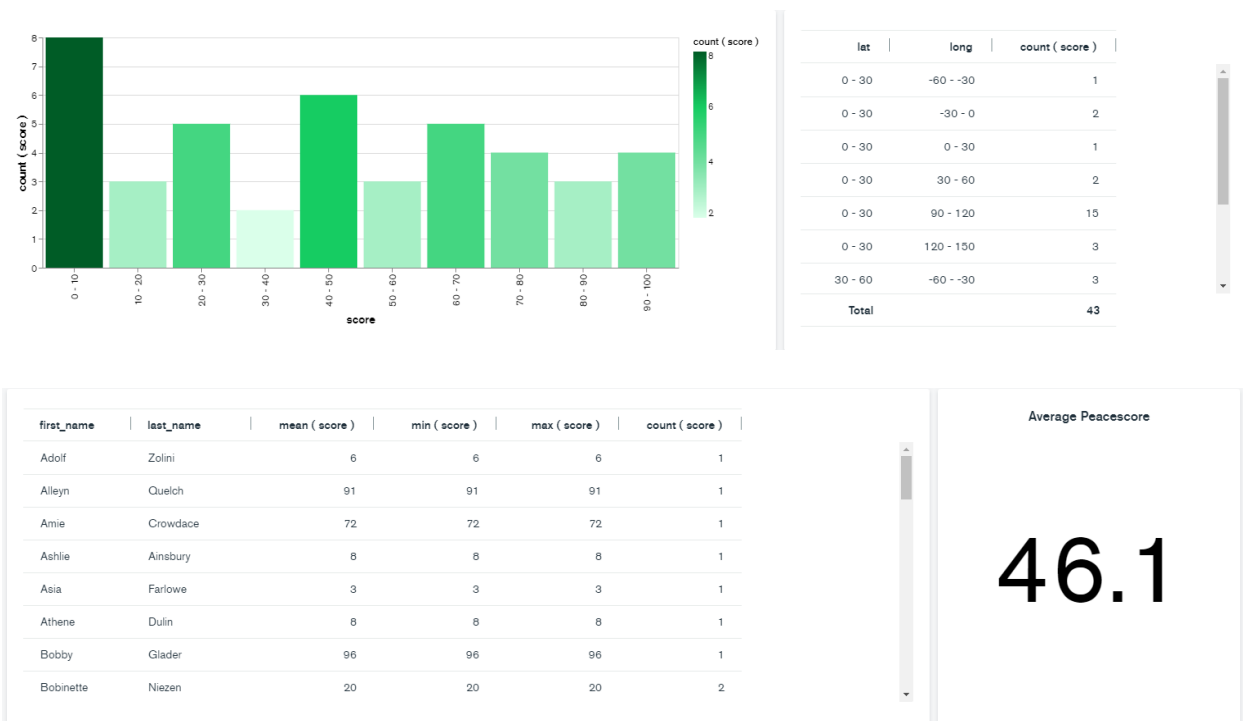 count ( score )
8
7
6
5
4
3
2
1
0
0 - 10
10 - 20
20 - 30
30 - 40
40 - 50
50 - 60
60 - 70
70 - 80
80 - 90
90 - 100
score
count ( score )
8
6
4
2
lat long count ( score )
0 - 30 -60 - -30 1
0 - 30 -30 - 0 2
0 - 30 0 - 30 1
0 - 30 30 - 60 2
0 - 30 90 - 120 15
0 - 30 120 - 150 3
30 - 60 -60 - -30 3
Total 43
first_name last_name mean ( score ) min ( score ) max ( score ) count ( score )
Adolf Zolini 6 6 6 1
Alleyn Quelch 91 91 91 1
Amie Crowdace 72 72 72 1
Ashlie Ainsbury 8 8 8 1
Asia Farlowe 3 3 3 1
Athene Dulin 8 8 8 1
Bobby Glader 96 96 96 1
Bobinette Niezen 20 20 20 2
Average Peacescore
46.1